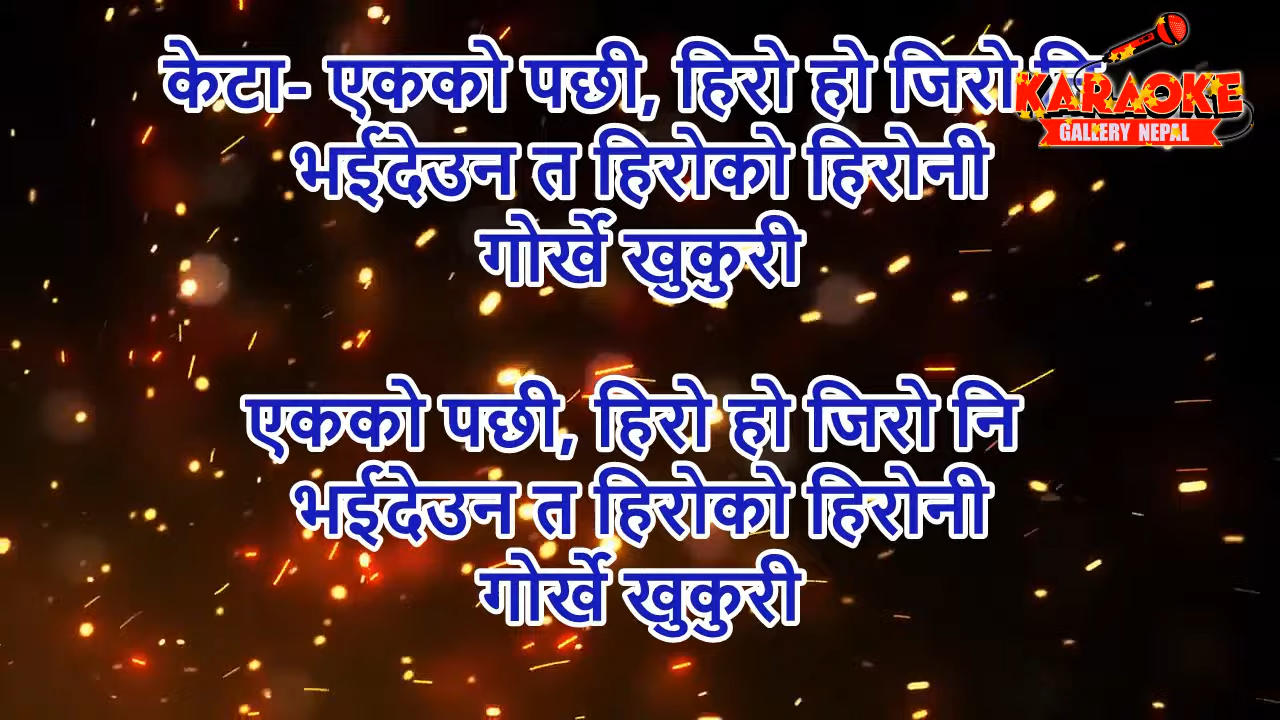 केटा- एकको पछी, हिरो हो जिरो नि
भईदेउन त हिरोको हिरोनी
गोर्खे खुकुरी
एकको पछी, हिरो हो जिरो नि
भईदेउन त हिरोको हिरोनी
गोर्खे खुकुरी
KARAOKE
GALLERY NEPAL